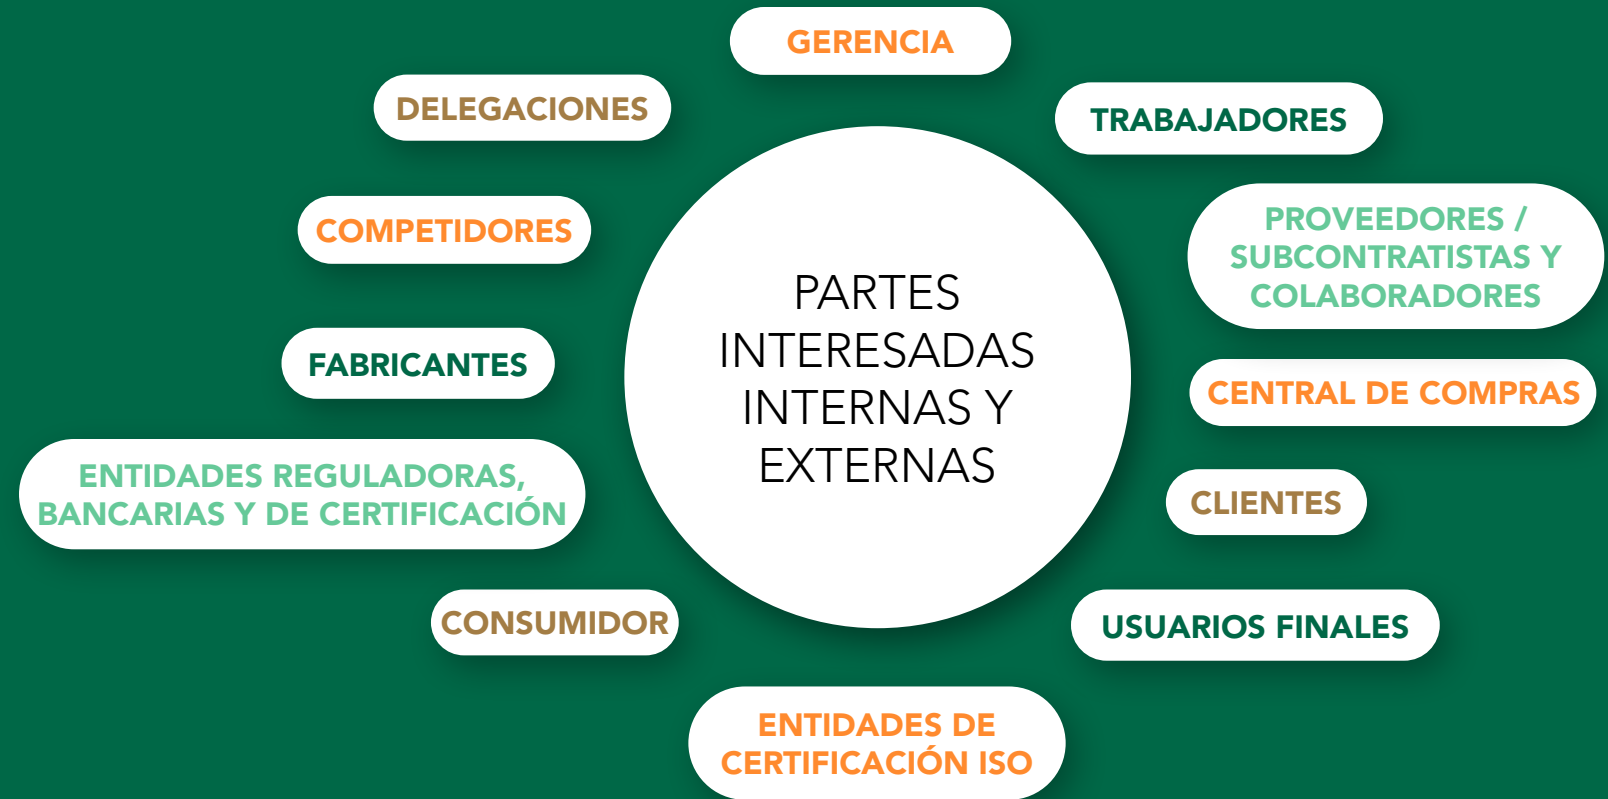 GERENCIA
DELEGACIONES
TRABAJADORES
COMPETIDORES
PROVEEDORES /
SUBCONTRATISTAS Y
COLABORADORES
PARTES
INTERESADAS
INTERNAS Y
EXTERNAS
FABRICANTES
CENTRAL DE COMPRAS
ENTIDADES REGULADORAS,
BANCARIAS Y DE CERTIFICACIÓN
CLIENTES
CONSUMIDOR
USUARIOS FINALES
ENTIDADES DE
CERTIFICACIÓN ISO